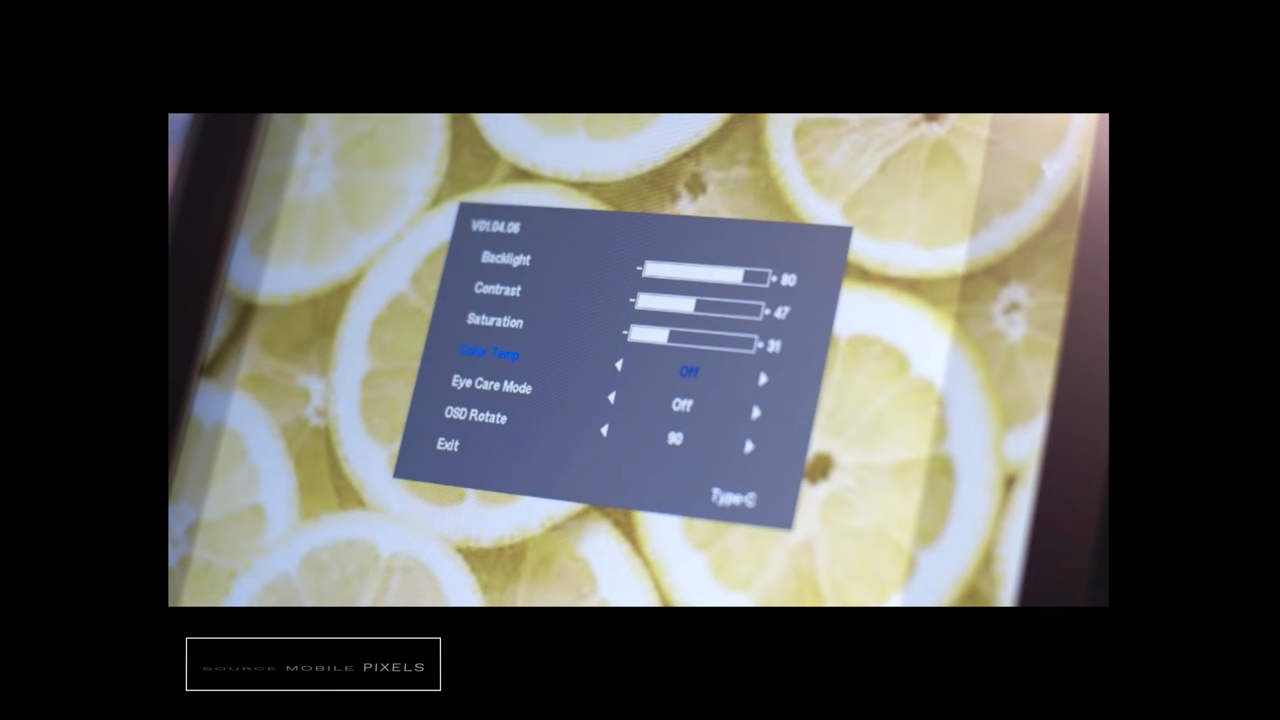 V01.04.06
Backlight - + 80
Contrast - + 47
Saturation - + 31
Color Temp Off
Eye Care Mode Off
OSD Rotate 90
Exit
Type-C
SOURCE MOBILE PIXELS